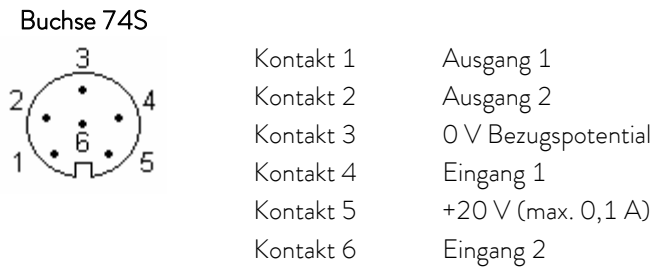 Buchse 74S
3
2
4
6
1
5
Kontakt 1 Ausgang 1
Kontakt 2 Ausgang 2
Kontakt 3 0 V Bezugspotential
Kontakt 4 Eingang 1
Kontakt 5 +20 V (max. 0,1 A)
Kontakt 6 Eingang 2